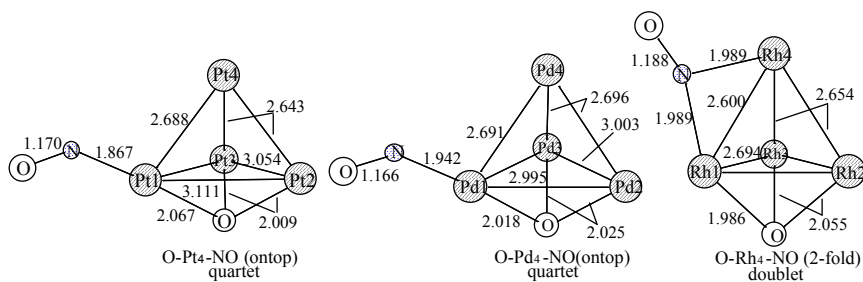 O
Pt4
Pd4
1.188
N
1.989
Rh4
2.688
2.643
2.691
2.696
1.989
2.600
2.654
N
1.170
1.867
O
Pt3
3.054
N
1.166
O
1.942
Pd3
3.003
2.694
Rh3
Pt1
3.111
Pt2
Pd1
2.995
Pd2
Rh1
Rh2
2.067
O
2.009
2.018
O
2.025
1.986
O
2.055
O-Pt4-NO (ontop)
quartet
O-Pd4-NO(ontop)
quartet
O-Rh4-NO (2-fold)
doublet